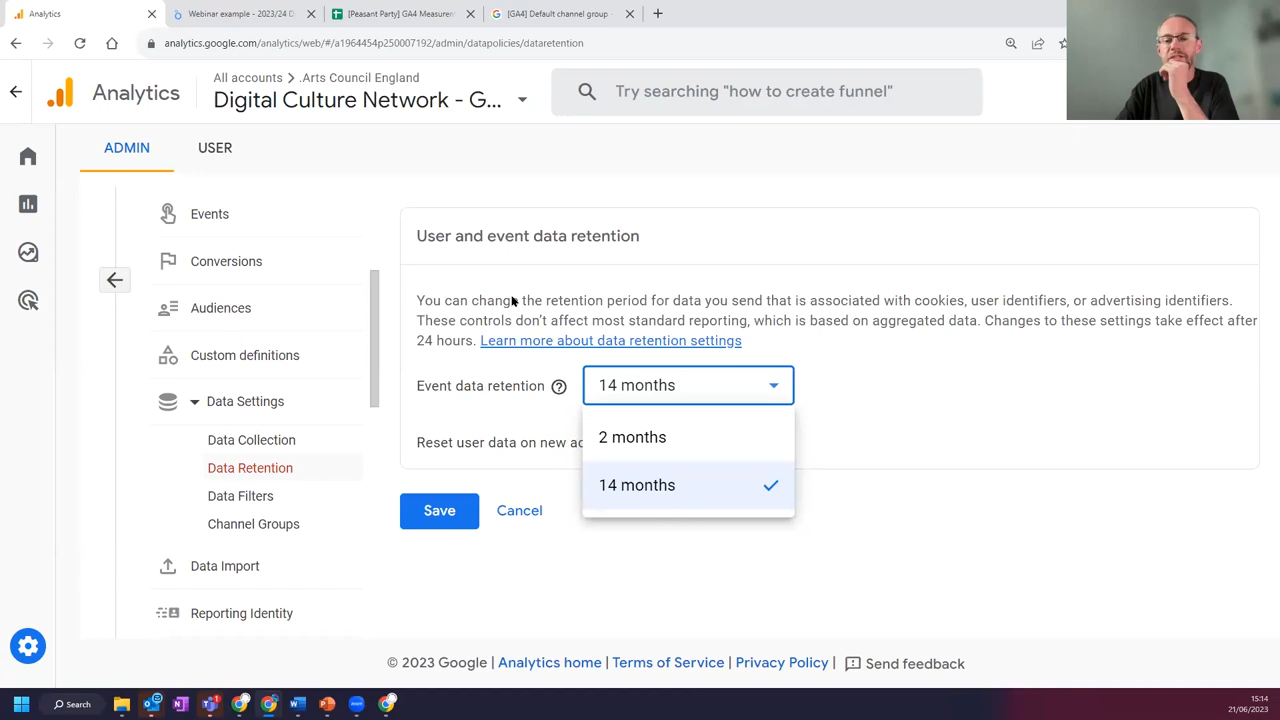 Analytics
Webinar example - 2023/24 D
[Peasant Party] GA4 Measurem
[GA4] Default channel group -
analytics.google.com/analytics/web/#/a1964454p250007192/admin/datapolicies/dataretention
Analytics
All accounts > .Arts Council England
Digital Culture Network - G...
Try searching "how to create funnel"
ADMIN
USER
Events
Conversions
Audiences
Custom definitions
Data Settings
Data Collection
Data Retention
Data Filters
Channel Groups
Data Import
Reporting Identity
User and event data retention
You can change the retention period for data you send that is associated with cookies, user identifiers, or advertising identifiers.
These controls don't affect most standard reporting, which is based on aggregated data. Changes to these settings take effect after
24 hours. Learn more about data retention settings
Event data retention
14 months
2 months
14 months
Reset user data on new ac
Save
Cancel
© 2023 Google | Analytics home | Terms of Service | Privacy Policy | Send feedback
Search
15:14
21/06/2023